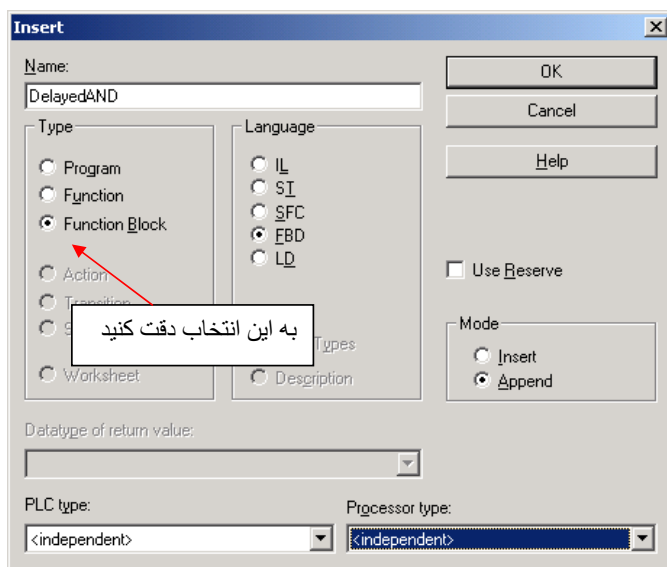 Insert
Name:
DelayedAND
Type
Program
Function
Function Block
Action
Transition
Worksheet
Language
IL
ST
SFC
FBD
LD
Types
Description
به این انتخاب دقت کنید
OK
Cancel
Help
Use Reserve
Mode
Insert
Append
Datatype of return value:
PLC type:
<independent>
Processor type:
<independent>